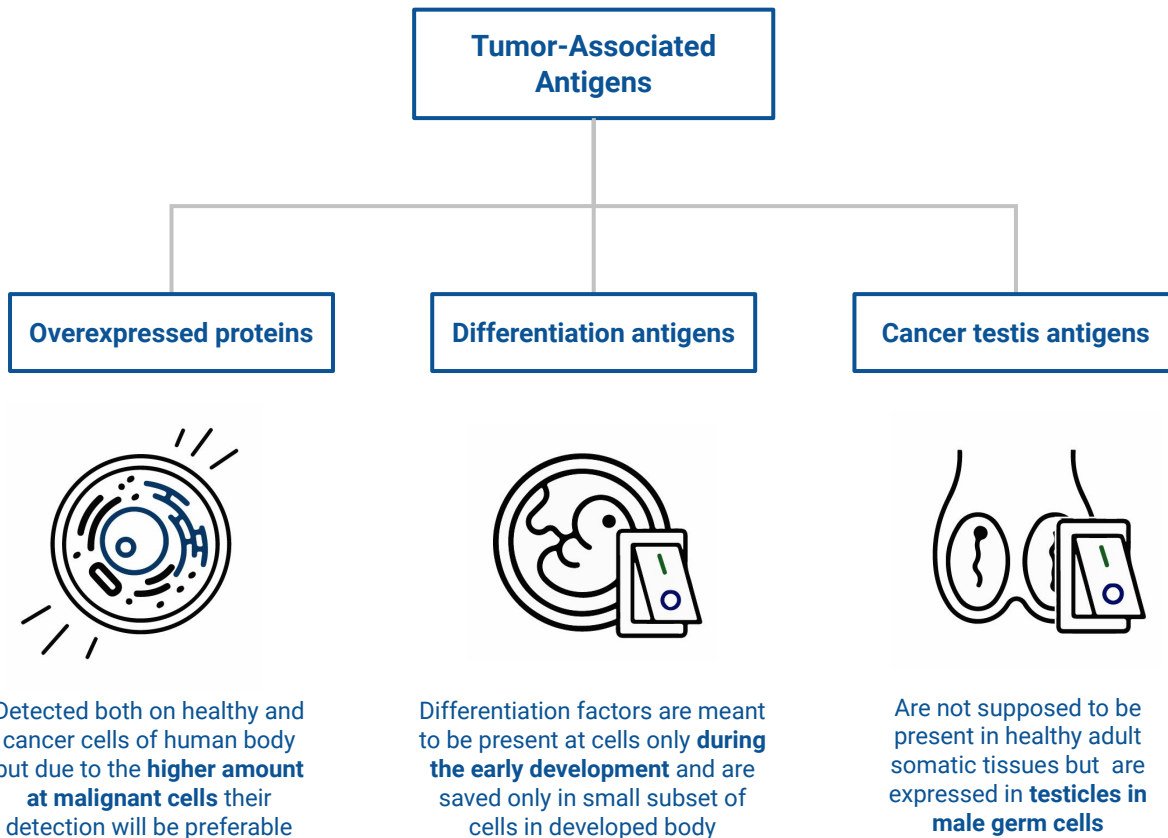 Tumor-Associated
Antigens
Overexpressed proteins
Differentiation antigens
Cancer testis antigens
Detected both on healthy and
cancer cells of human body
but due to the higher amount
at malignant cells their
detection will be preferable
Differentiation factors are meant
to be present at cells only during
the early development and are
saved only in small subset of
cells in developed body
Are not supposed to be
present in healthy adult
somatic tissues but are
expressed in testicles in
male germ cells